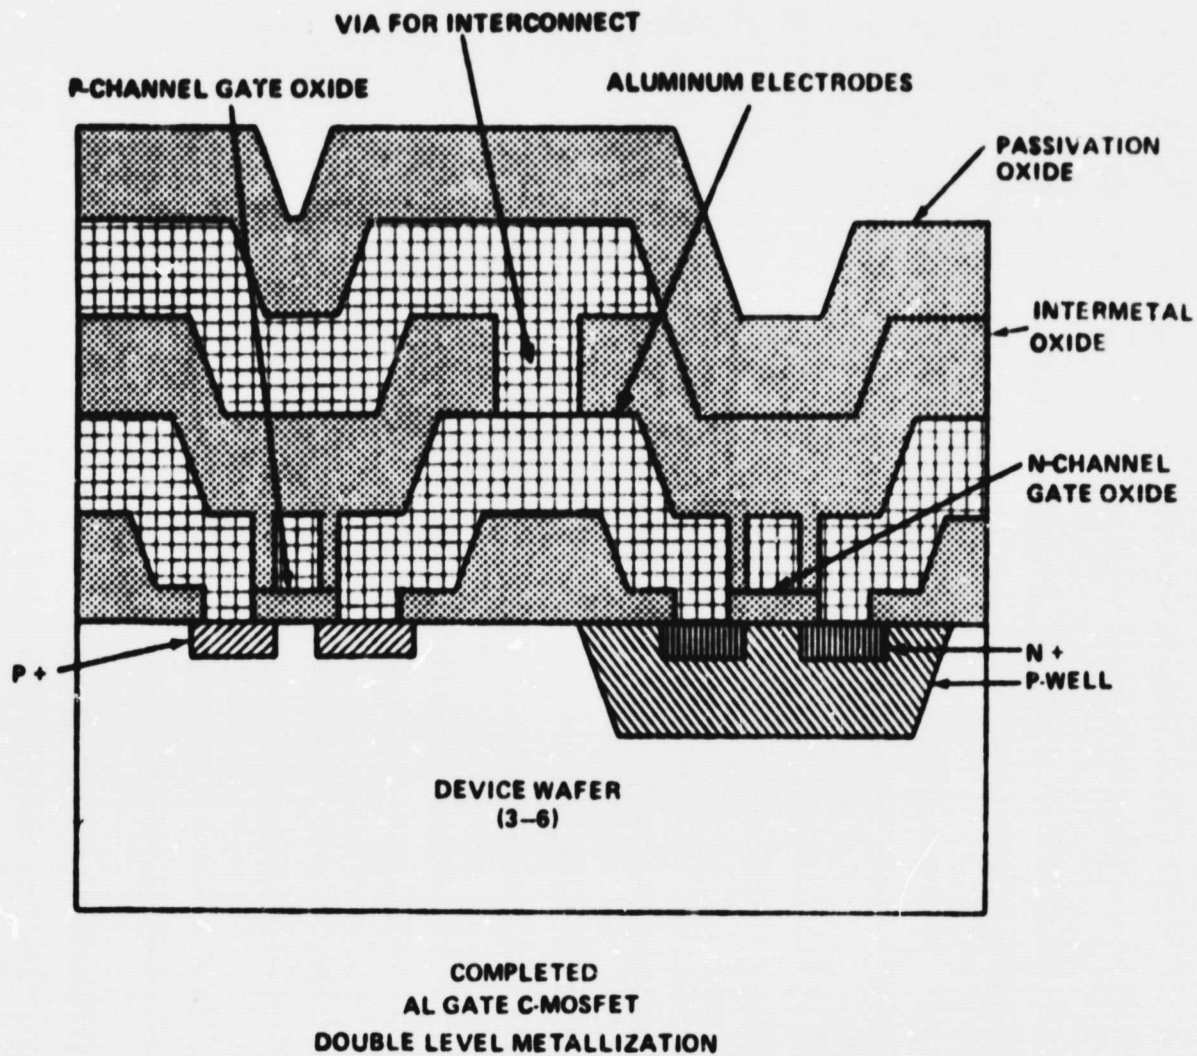 VIA FOR INTERCONNECT
P-CHANNEL GATE OXIDE
ALUMINUM ELECTRODES
PASSIVATION
OXIDE
INTERMETAL
OXIDE
N-CHANNEL
GATE OXIDE
P +
N +
P-WELL
DEVICE WAFER
(3–6)
COMPLETED
AL GATE C-MOSFET
DOUBLE LEVEL METALLIZATION